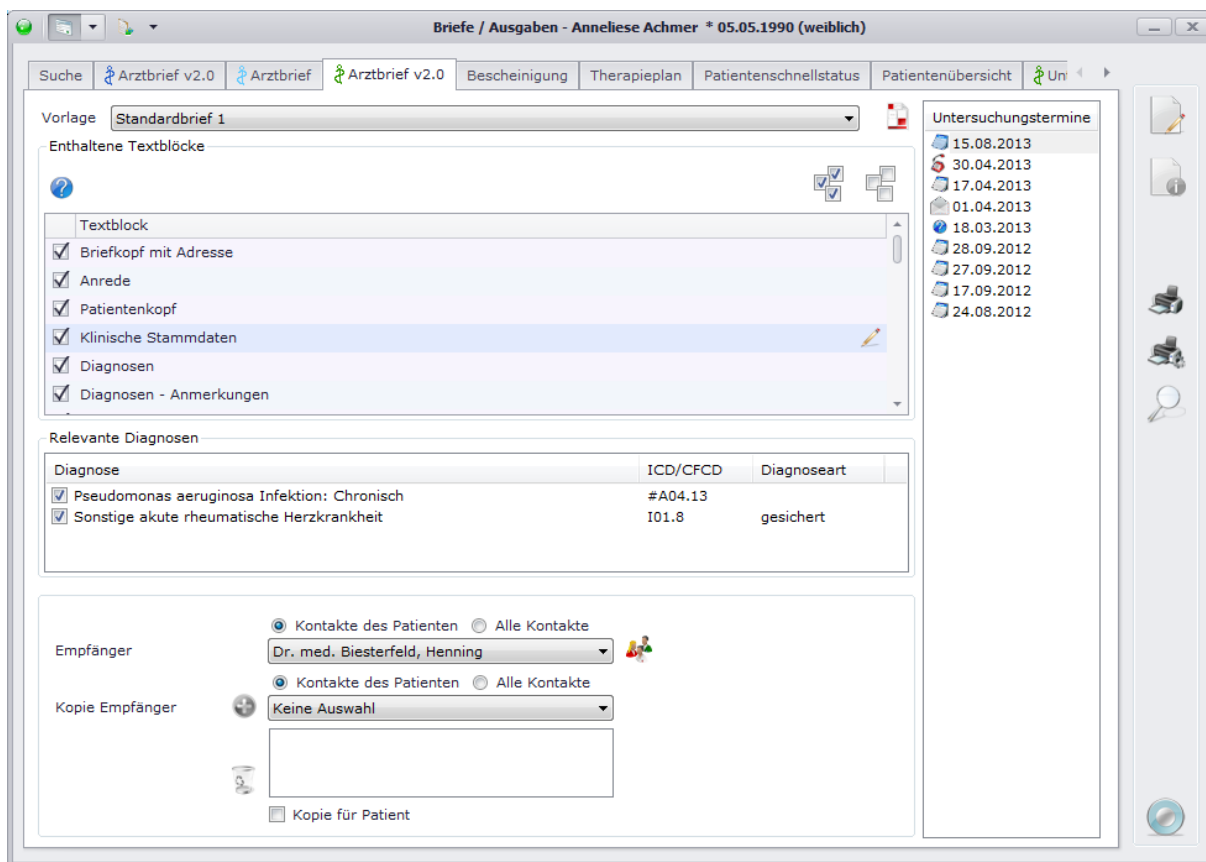 Briefe / Ausgaben - Anneliese Achmer * 05.05.1990 (weiblich)
Suche Arztbrief v2.0 Arztbrief Arztbrief v2.0 Bescheinigung Therapieplan Patientenschnellstatus Patientenübersicht
Vorlage Standardbrief 1
Enthaltene Textblöcke
Textblock
Briefkopf mit Adresse
Anrede
Patientenkopf
Klinische Stammdaten
Diagnosen
Diagnosen - Anmerkungen
Relevante Diagnosen
Diagnose ICD/CFCD Diagnoseart
Pseudomonas aeruginosa Infektion: Chronisch #A04.13
Sonstige akute rheumatische Herzkrankheit I01.8 gesichert
Kontakte des Patienten Alle Kontakte
Empfänger Dr. med. Biesterfeld, Henning
Kontakte des Patienten Alle Kontakte
Kopie Empfänger Keine Auswahl
Kopie für Patient
Untersuchungstermine
15.08.2013
30.04.2013
17.04.2013
01.04.2013
18.03.2013
28.09.2012
27.09.2012
17.09.2012
24.08.2012